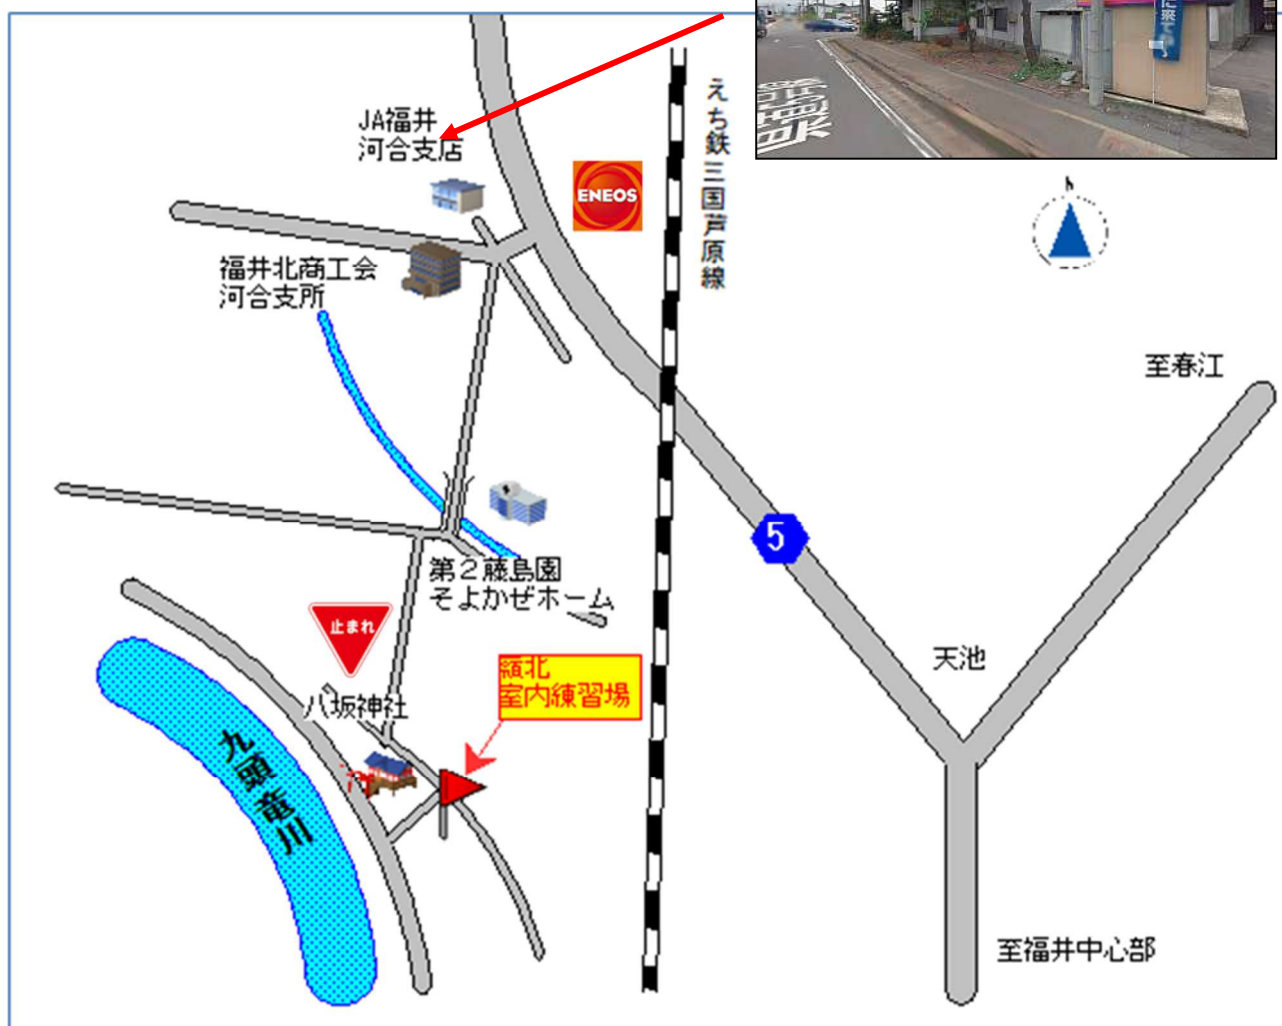 JA福井
河合支店
えち鉄三国芦原線
ENEOS
福井北商工会
河合支所
至春江
5
第2藤島園
そよかぜホーム
止まれ
天池
嶺北
室内練習場
八坂神社
九頭竜川
至福井中心部